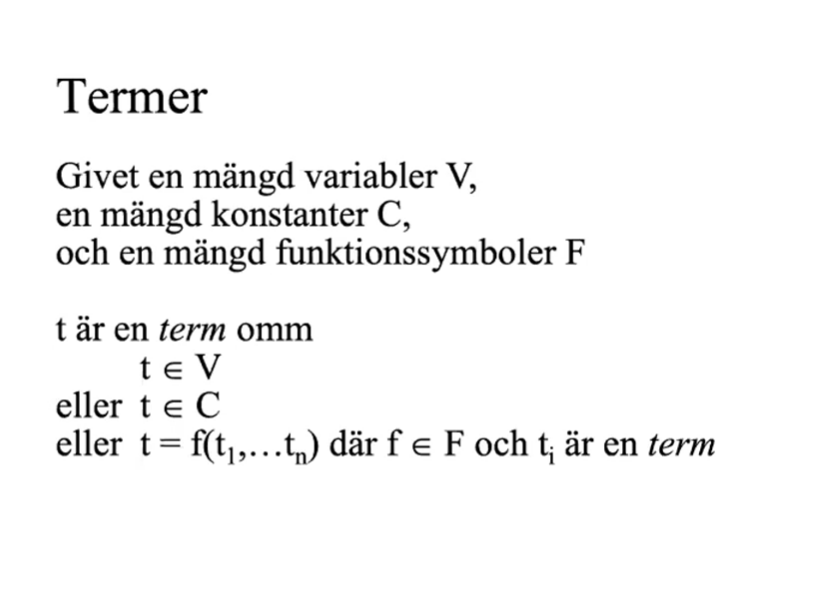 Termer
Givet en mängd variabler V,
en mängd konstanter C,
och en mängd funktionssymboler F
t är en term omm
t ∈ V
eller t ∈ C
eller t = f(t₁,…tₙ) där f ∈ F och tᵢ är en term